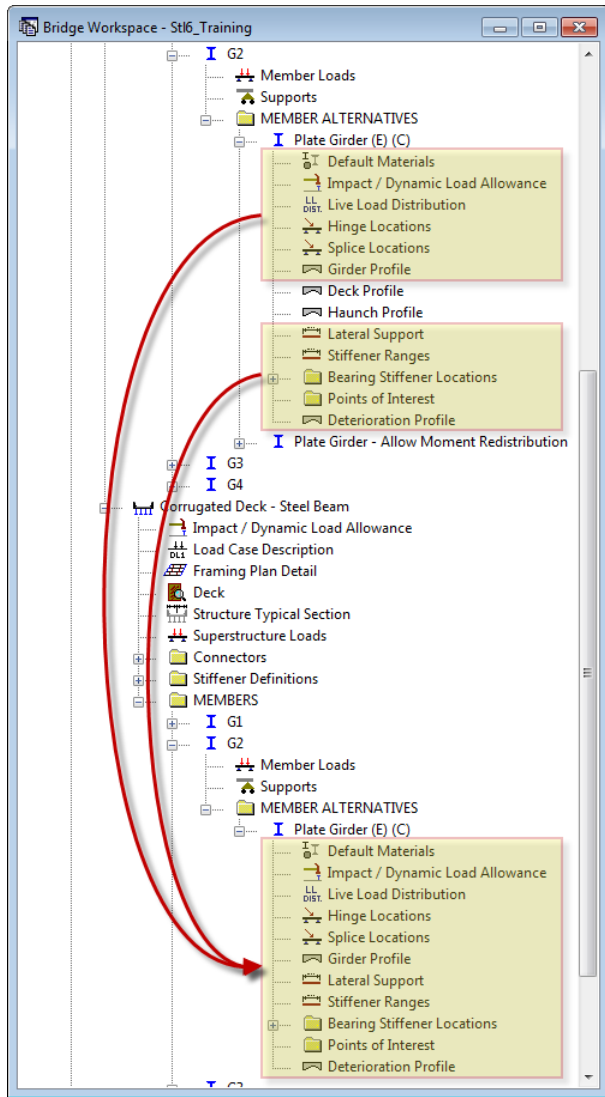 Bridge Workspace - Stl6_Training
G2
Member Loads
Supports
MEMBER ALTERNATIVES
Plate Girder (E) (C)
Default Materials
Impact / Dynamic Load Allowance
LL DIST. Live Load Distribution
Hinge Locations
Splice Locations
Girder Profile
Deck Profile
Haunch Profile
Lateral Support
Stiffener Ranges
Bearing Stiffener Locations
Points of Interest
Deterioration Profile
Plate Girder - Allow Moment Redistribution
G3
G4
Corrugated Deck - Steel Beam
Impact / Dynamic Load Allowance
DL1 Load Case Description
Framing Plan Detail
Deck
Structure Typical Section
Superstructure Loads
Connectors
Stiffener Definitions
MEMBERS
G1
G2
Member Loads
Supports
MEMBER ALTERNATIVES
Plate Girder (E) (C)
Default Materials
Impact / Dynamic Load Allowance
LL DIST. Live Load Distribution
Hinge Locations
Splice Locations
Girder Profile
Lateral Support
Stiffener Ranges
Bearing Stiffener Locations
Points of Interest
Deterioration Profile